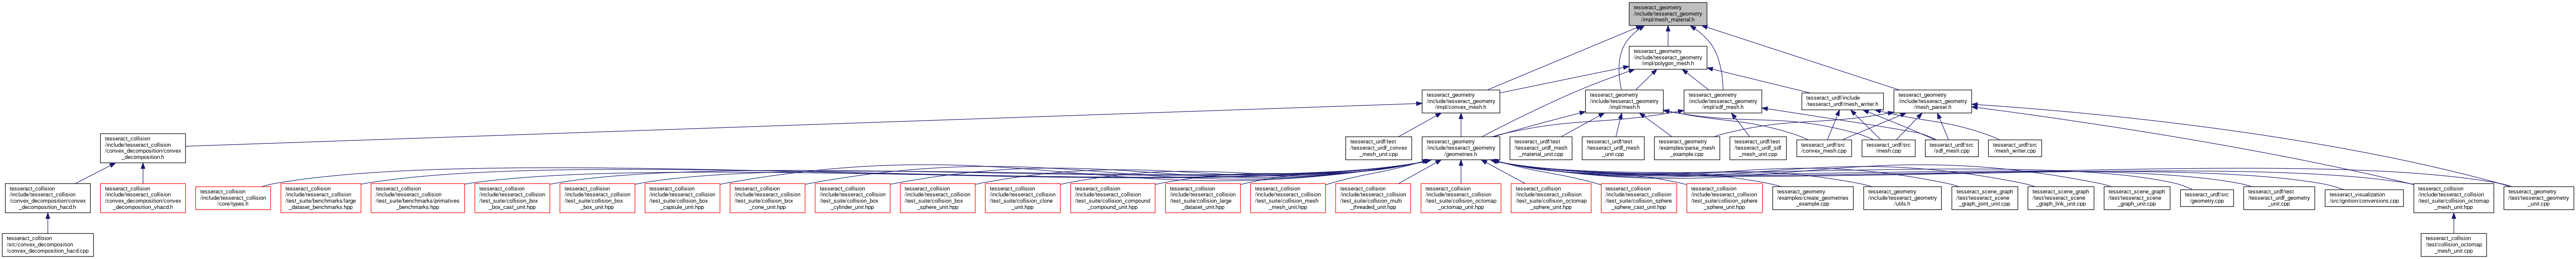 tesseract_geometry
/include/tesseract_geometry
/impl/mesh_material.h
tesseract_geometry
/include/tesseract_geometry
/impl/polygon_mesh.h
tesseract_geometry
/include/tesseract_geometry
/impl/convex_mesh.h
tesseract_geometry
/include/tesseract_geometry
/impl/mesh.h
tesseract_geometry
/include/tesseract_geometry
/impl/sdf_mesh.h
tesseract_urdf/include
/tesseract_urdf/mesh_writer.h
tesseract_geometry
/include/tesseract_geometry
/mesh_parser.h
tesseract_collision
/include/tesseract_collision
/convex_decomposition/convex
_decomposition.h
tesseract_urdf/test
/tesseract_urdf_convex
_mesh_unit.cpp
tesseract_geometry
/include/tesseract_geometry
/geometries.h
tesseract_urdf/test
/tesseract_urdf_mesh
_material_unit.cpp
tesseract_urdf/test
/tesseract_urdf_mesh
_unit.cpp
tesseract_geometry
/examples/parse_mesh
_example.cpp
tesseract_urdf/test
/tesseract_urdf_sdf
_mesh_unit.cpp
tesseract_urdf/src
/convex_mesh.cpp
tesseract_urdf/src
/mesh.cpp
tesseract_urdf/src
/sdf_mesh.cpp
tesseract_urdf/src
/mesh_writer.cpp
tesseract_collision
/include/tesseract_collision
/convex_decomposition/convex
_decomposition_hacd.h
tesseract_collision
/include/tesseract_collision
/convex_decomposition/convex
_decomposition_vhacd.h
tesseract_collision
/include/tesseract_collision
/core/types.h
tesseract_collision
/include/tesseract_collision
/test_suite/benchmarks/large
_dataset_benchmarks.hpp
tesseract_collision
/include/tesseract_collision
/test_suite/benchmarks/primatives
_benchmarks.hpp
tesseract_collision
/include/tesseract_collision
/test_suite/collision_box
_box_cast_unit.hpp
tesseract_collision
/include/tesseract_collision
/test_suite/collision_box
_box_unit.hpp
tesseract_collision
/include/tesseract_collision
/test_suite/collision_box
_capsule_unit.hpp
tesseract_collision
/include/tesseract_collision
/test_suite/collision_box
_cone_unit.hpp
tesseract_collision
/include/tesseract_collision
/test_suite/collision_box
_cylinder_unit.hpp
tesseract_collision
/include/tesseract_collision
/test_suite/collision_box
_sphere_unit.hpp
tesseract_collision
/include/tesseract_collision
/test_suite/collision_clone
_unit.hpp
tesseract_collision
/include/tesseract_collision
/test_suite/collision_compound
_compound_unit.hpp
tesseract_collision
/include/tesseract_collision
/test_suite/collision_large
_dataset_unit.hpp
tesseract_collision
/include/tesseract_collision
/test_suite/collision_mesh
_mesh_unit.hpp
tesseract_collision
/include/tesseract_collision
/test_suite/collision_multi
_threaded_unit.hpp
tesseract_collision
/include/tesseract_collision
/test_suite/collision_octomap
_octomap_unit.hpp
tesseract_collision
/include/tesseract_collision
/test_suite/collision_octomap
_sphere_unit.hpp
tesseract_collision
/include/tesseract_collision
/test_suite/collision_sphere
_sphere_cast_unit.hpp
tesseract_collision
/include/tesseract_collision
/test_suite/collision_sphere
_sphere_unit.hpp
tesseract_geometry
/examples/create_geometries
_example.cpp
tesseract_geometry
/include/tesseract_geometry
/utils.h
tesseract_scene_graph
/test/tesseract_scene
_graph_joint_unit.cpp
tesseract_scene_graph
/test/tesseract_scene
_graph_link_unit.cpp
tesseract_scene_graph
/test/tesseract_scene
_graph_unit.cpp
tesseract_urdf/src
/geometry.cpp
tesseract_urdf/test
/tesseract_urdf_geometry
_unit.cpp
tesseract_visualization
/src/ignition/conversions.cpp
tesseract_collision
/include/tesseract_collision
/test_suite/collision_octomap
_mesh_unit.hpp
tesseract_geometry
/test/tesseract_geometry
_unit.cpp
tesseract_collision
/src/convex_decomposition
/convex_decomposition_hacd.cpp
tesseract_collision
/test/collision_octomap
_mesh_unit.cpp